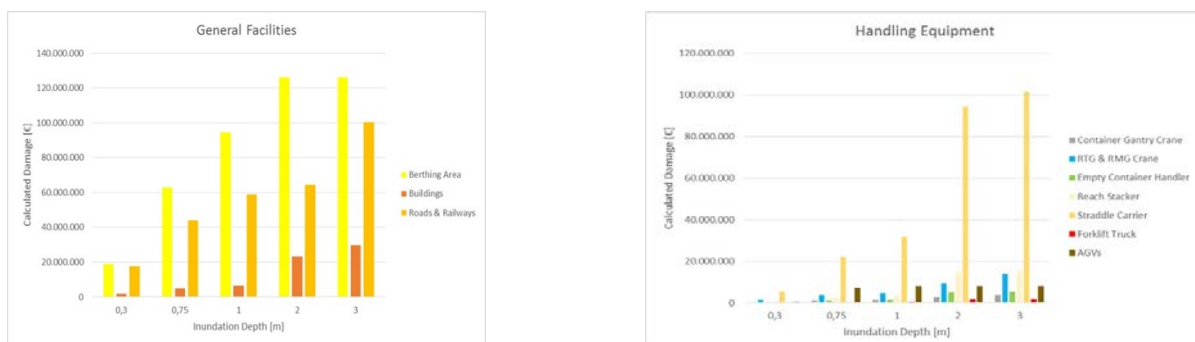 General Facilities
140.000.000
120.000.000
100.000.000
80.000.000
60.000.000
40.000.000
20.000.000
0
Calculated Damage [€]
0,3
0,75
1
2
3
Inundation Depth [m]
Berthing Area
Buildings
Roads & Railways
Handling Equipment
120.000.000
100.000.000
80.000.000
60.000.000
40.000.000
20.000.000
0
Calculated Damage [€]
0,3
0,75
1
2
3
Inundation Depth [m]
Container Gantry Crane
RTG & RMG Crane
Empty Container Handler
Reach Stacker
Straddle Carrier
Forklift Truck
AGVs